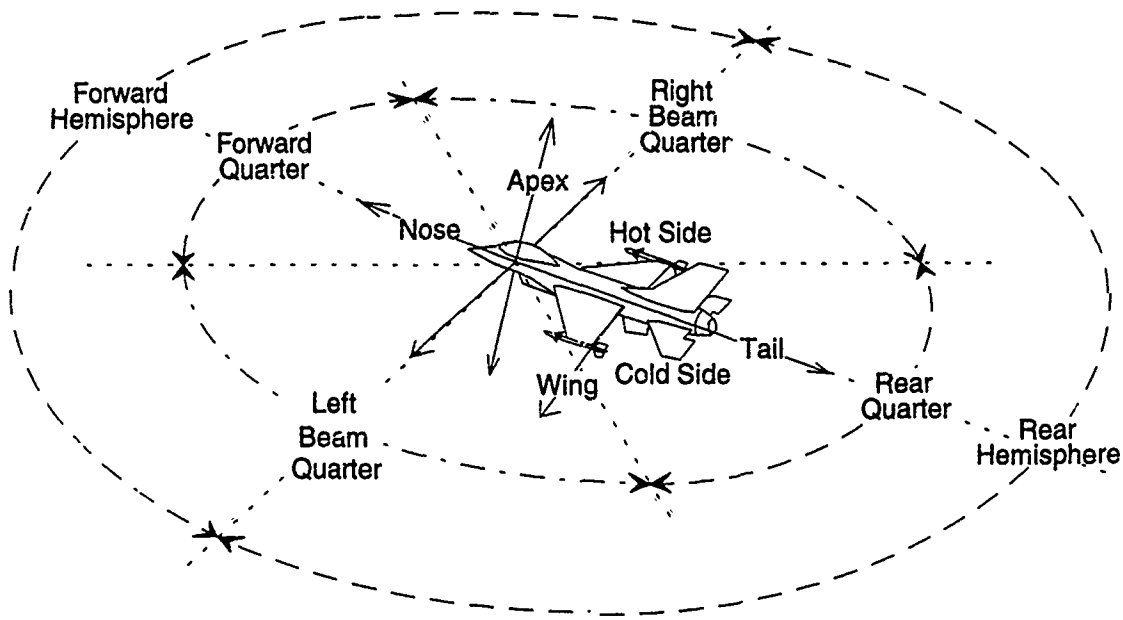 Forward
Hemisphere
Forward
Quarter
Right
Beam
Quarter
Apex
Nose
Hot Side
Tail
Wing
Cold Side
Left
Beam
Quarter
Rear
Quarter
Rear
Hemisphere